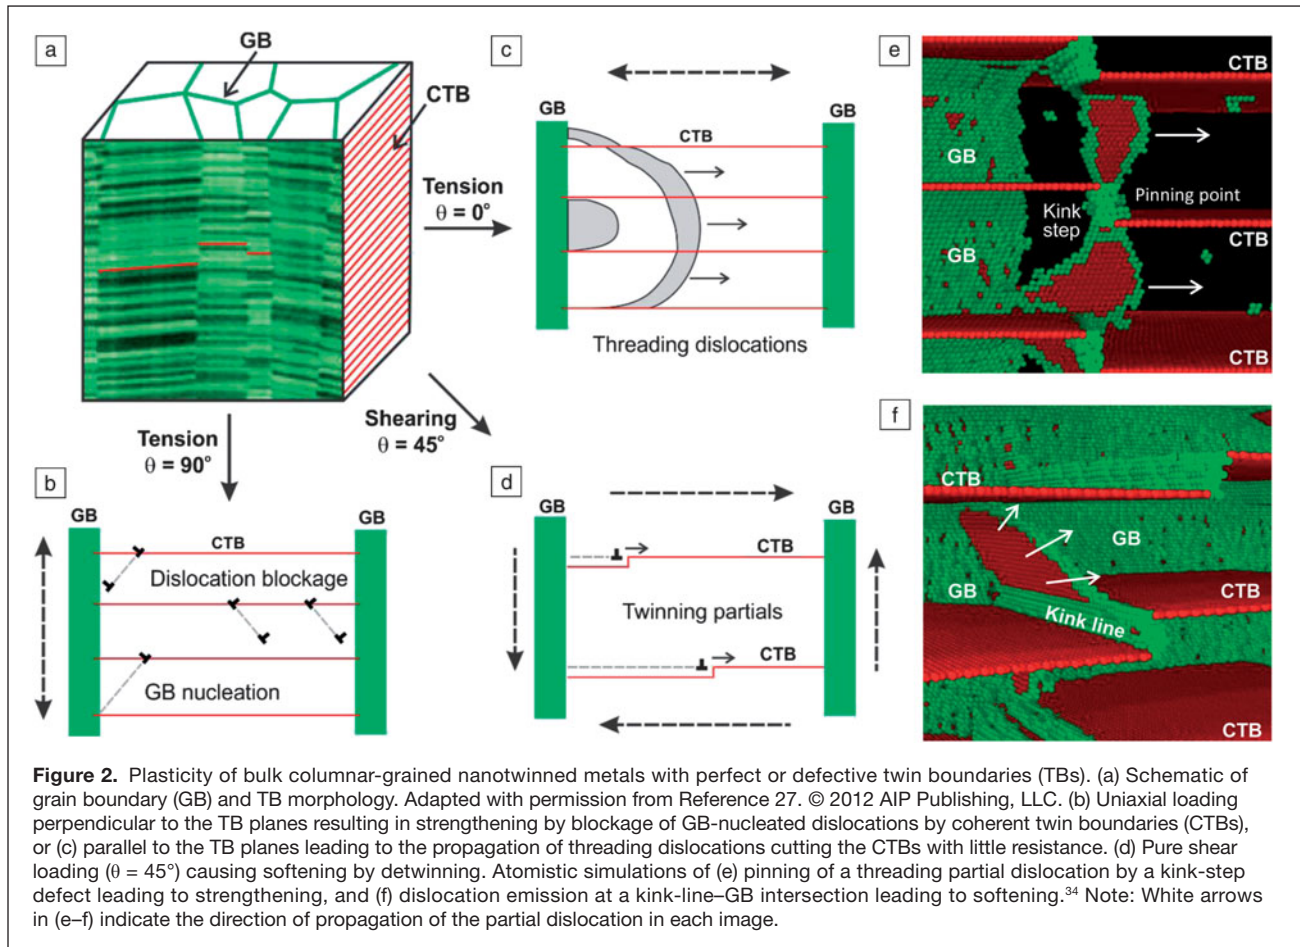 a
GB
CTB
Tension
θ = 0°
Shearing
θ = 45°
Tension
θ = 90°
b
GB
GB
CTB
Dislocation blockage
GB nucleation
c
GB
GB
CTB
Threading dislocations
d
GB
GB
CTB
Twinning partials
CTB
e
CTB
GB
Pinning point
Kink
step
CTB
GB
CTB
f
CTB
GB
GB
CTB
Kink line
CTB
Figure 2. Plasticity of bulk columnar-grained nanotwinned metals with perfect or defective twin boundaries (TBs). (a) Schematic of
grain boundary (GB) and TB morphology. Adapted with permission from Reference 27. © 2012 AIP Publishing, LLC. (b) Uniaxial loading
perpendicular to the TB planes resulting in strengthening by blockage of GB-nucleated dislocations by coherent twin boundaries (CTBs),
or (c) parallel to the TB planes leading to the propagation of threading dislocations cutting the CTBs with little resistance. (d) Pure shear
loading (θ = 45°) causing softening by detwinning. Atomistic simulations of (e) pinning of a threading partial dislocation by a kink-step
defect leading to strengthening, and (f) dislocation emission at a kink-line–GB intersection leading to softening.³⁴ Note: White arrows
in (e–f) indicate the direction of propagation of the partial dislocation in each image.